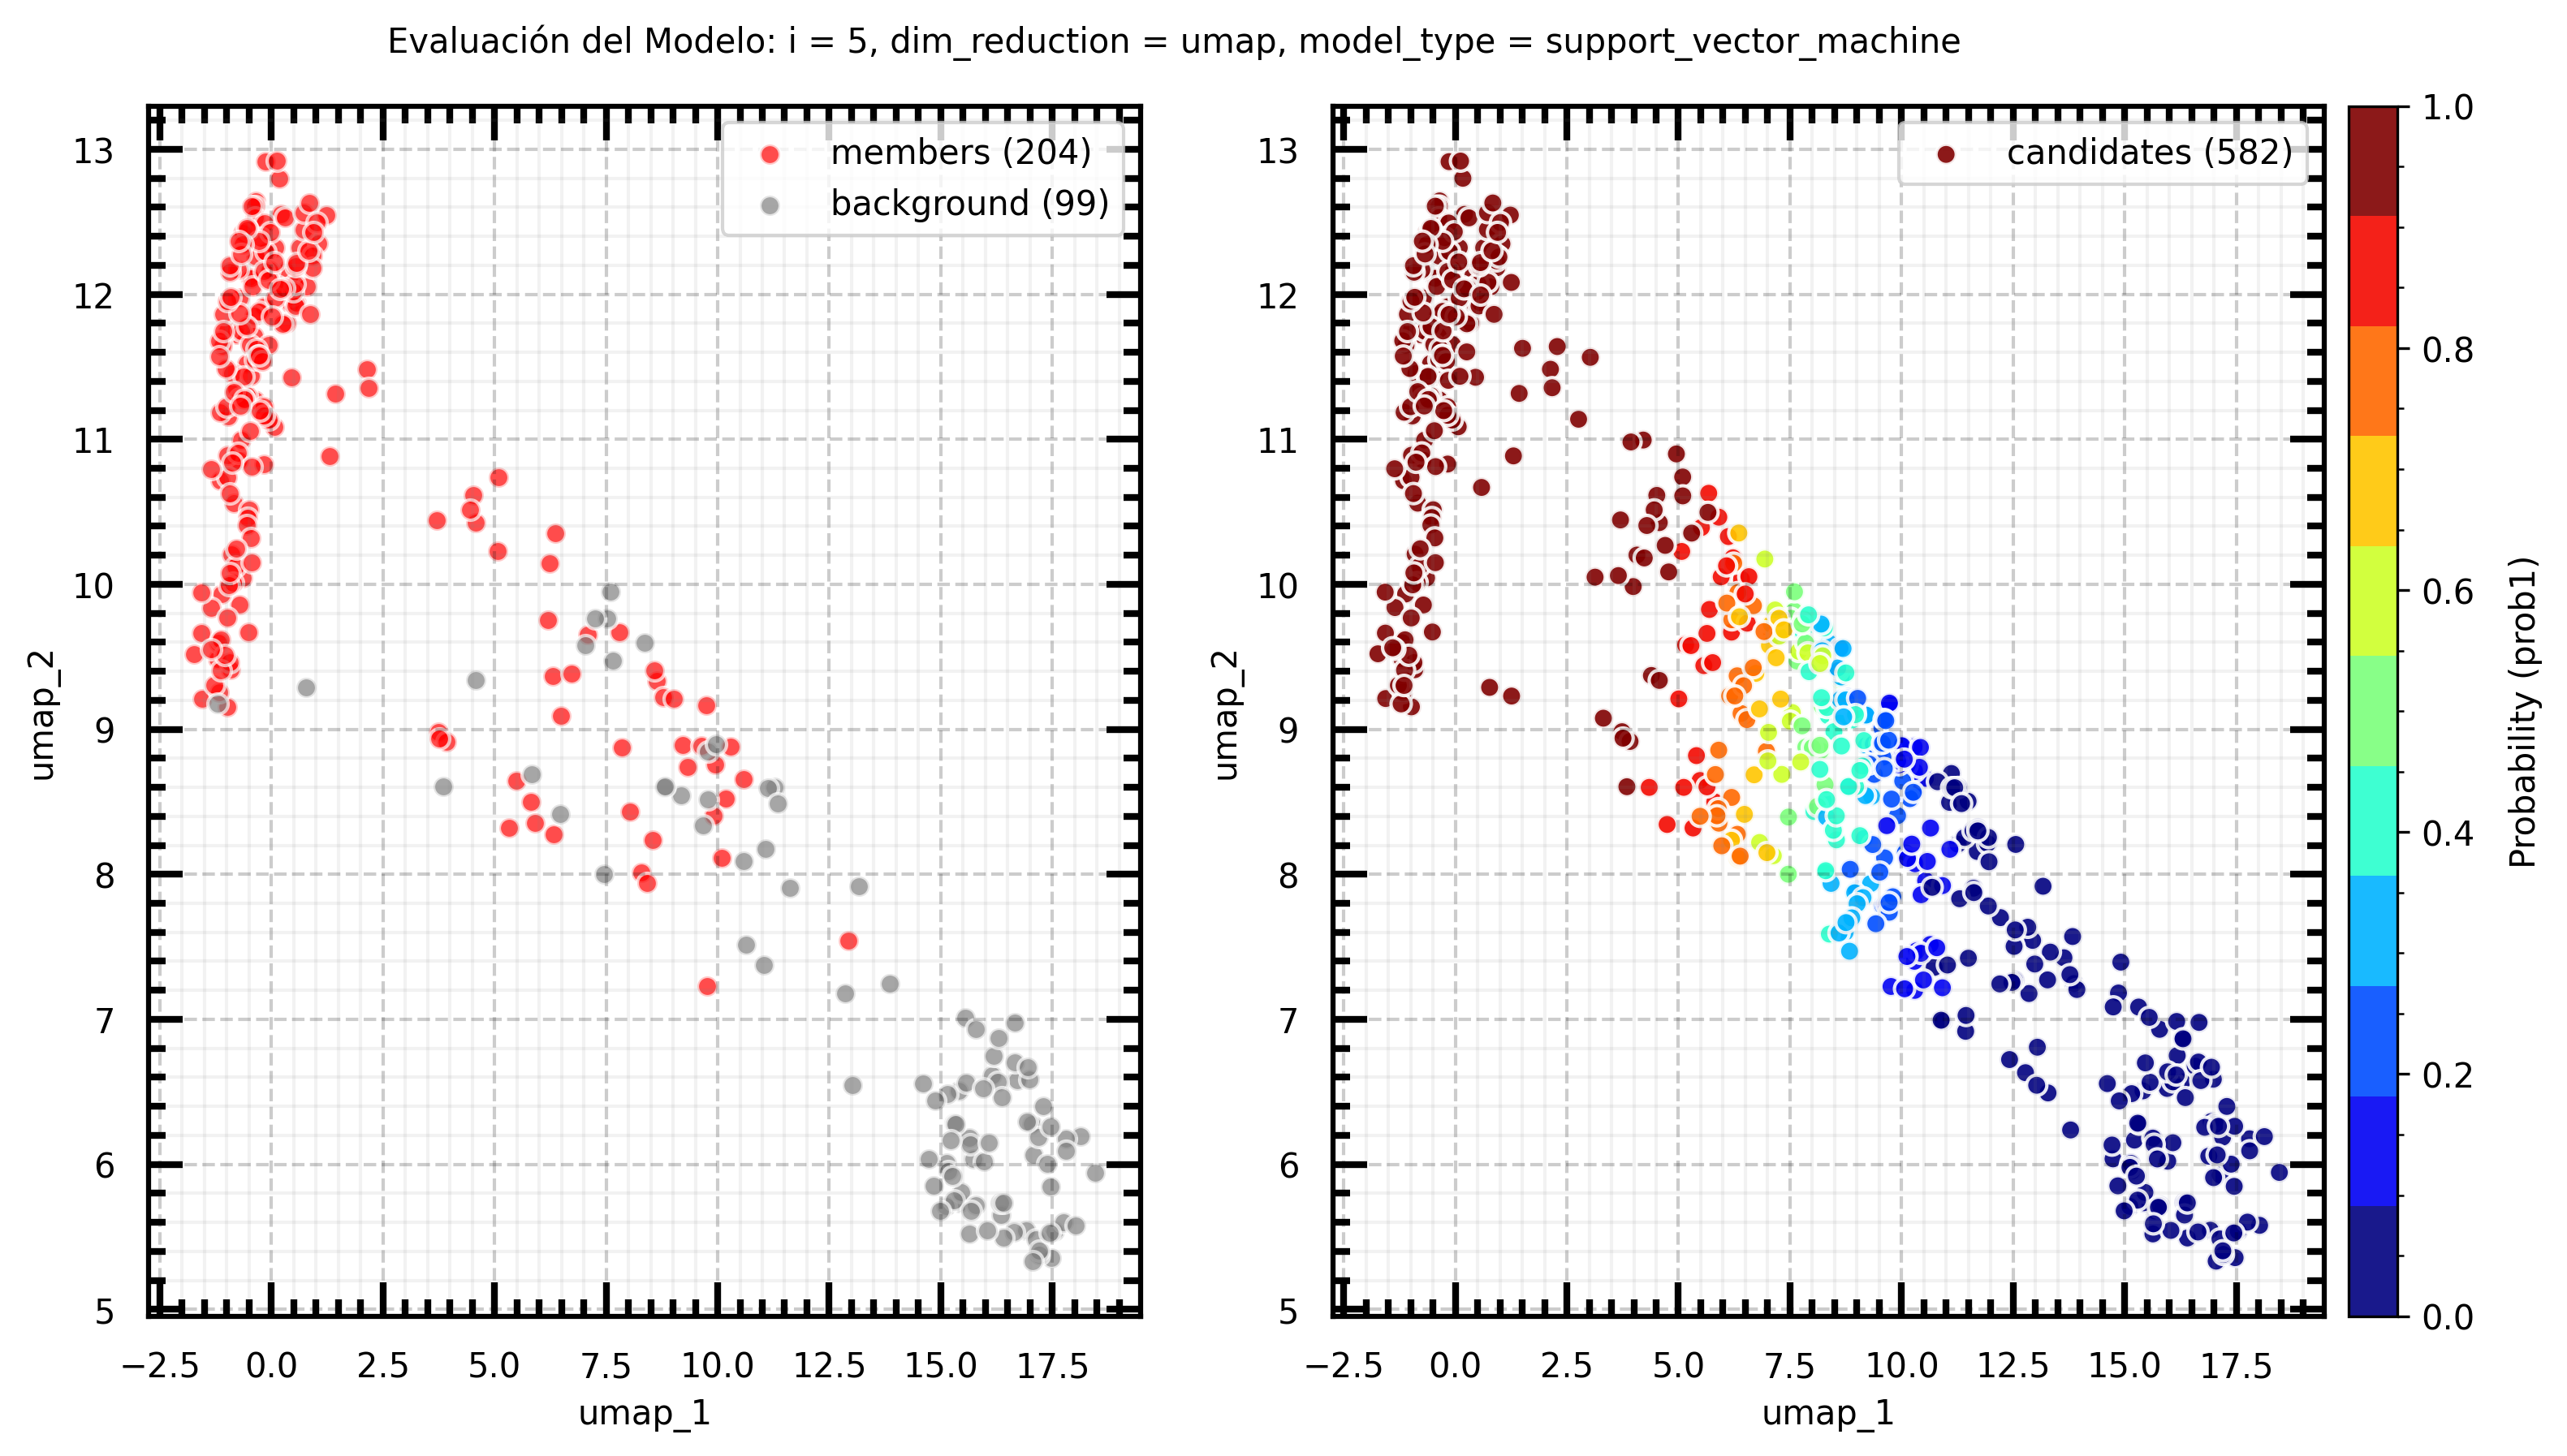 Evaluación del Modelo: i = 5, dim_reduction = umap, model_type = support_vector_machine
members (204)
background (99)
13
12
11
10
9
8
7
6
5
umap_2
−2.5 0.0 2.5 5.0 7.5 10.0 12.5 15.0 17.5
umap_1
candidates (582)
13
12
11
10
9
8
7
6
5
umap_2
−2.5 0.0 2.5 5.0 7.5 10.0 12.5 15.0 17.5
umap_1
1.0
0.8
0.6
0.4
0.2
0.0
Probability (prob1)